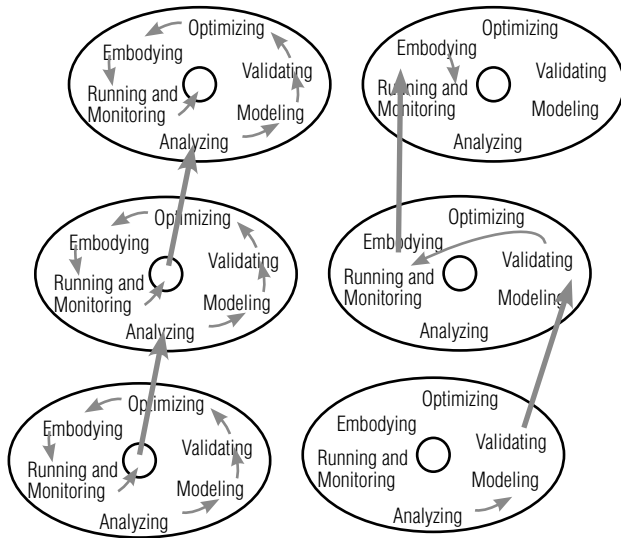 Optimizing
Embodying
Validating
Running and
Monitoring
Modeling
Analyzing
Optimizing
Embodying
Validating
Running and
Monitoring
Modeling
Analyzing
Optimizing
Embodying
Validating
Running and
Monitoring
Modeling
Analyzing
Optimizing
Embodying
Validating
Running and
Monitoring
Modeling
Analyzing
Optimizing
Embodying
Validating
Running and
Monitoring
Modeling
Analyzing
Optimizing
Embodying
Validating
Running and
Monitoring
Modeling
Analyzing